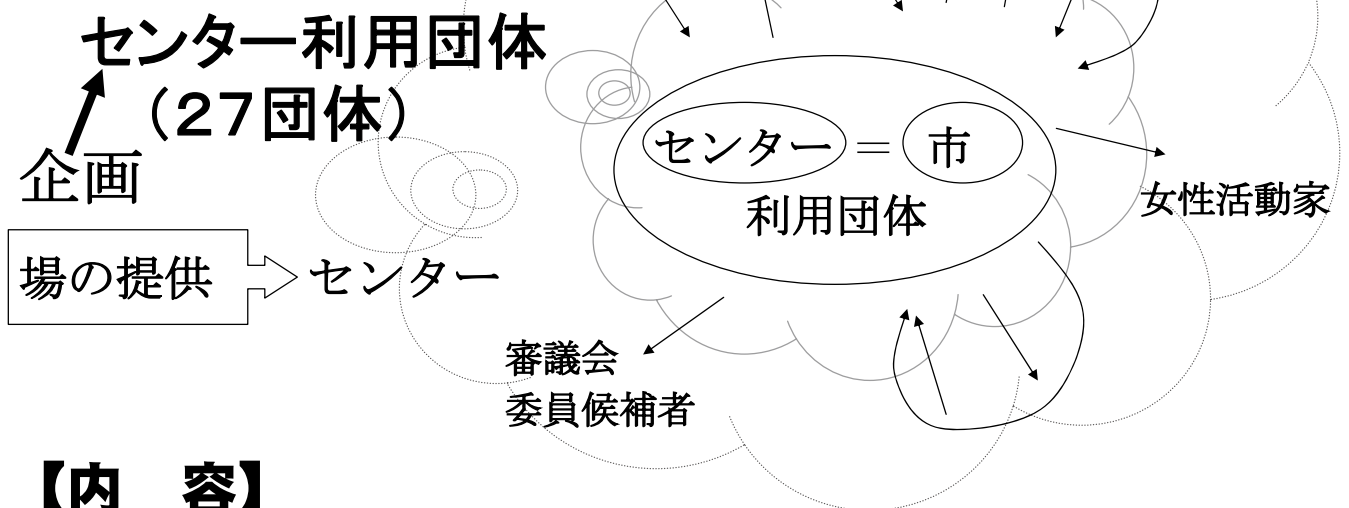 センター利用団体
（２７団体）
企画
場の提供
センター
センター ＝ 市
利用団体
女性活動家
審議会
委員候補者
【内　容】